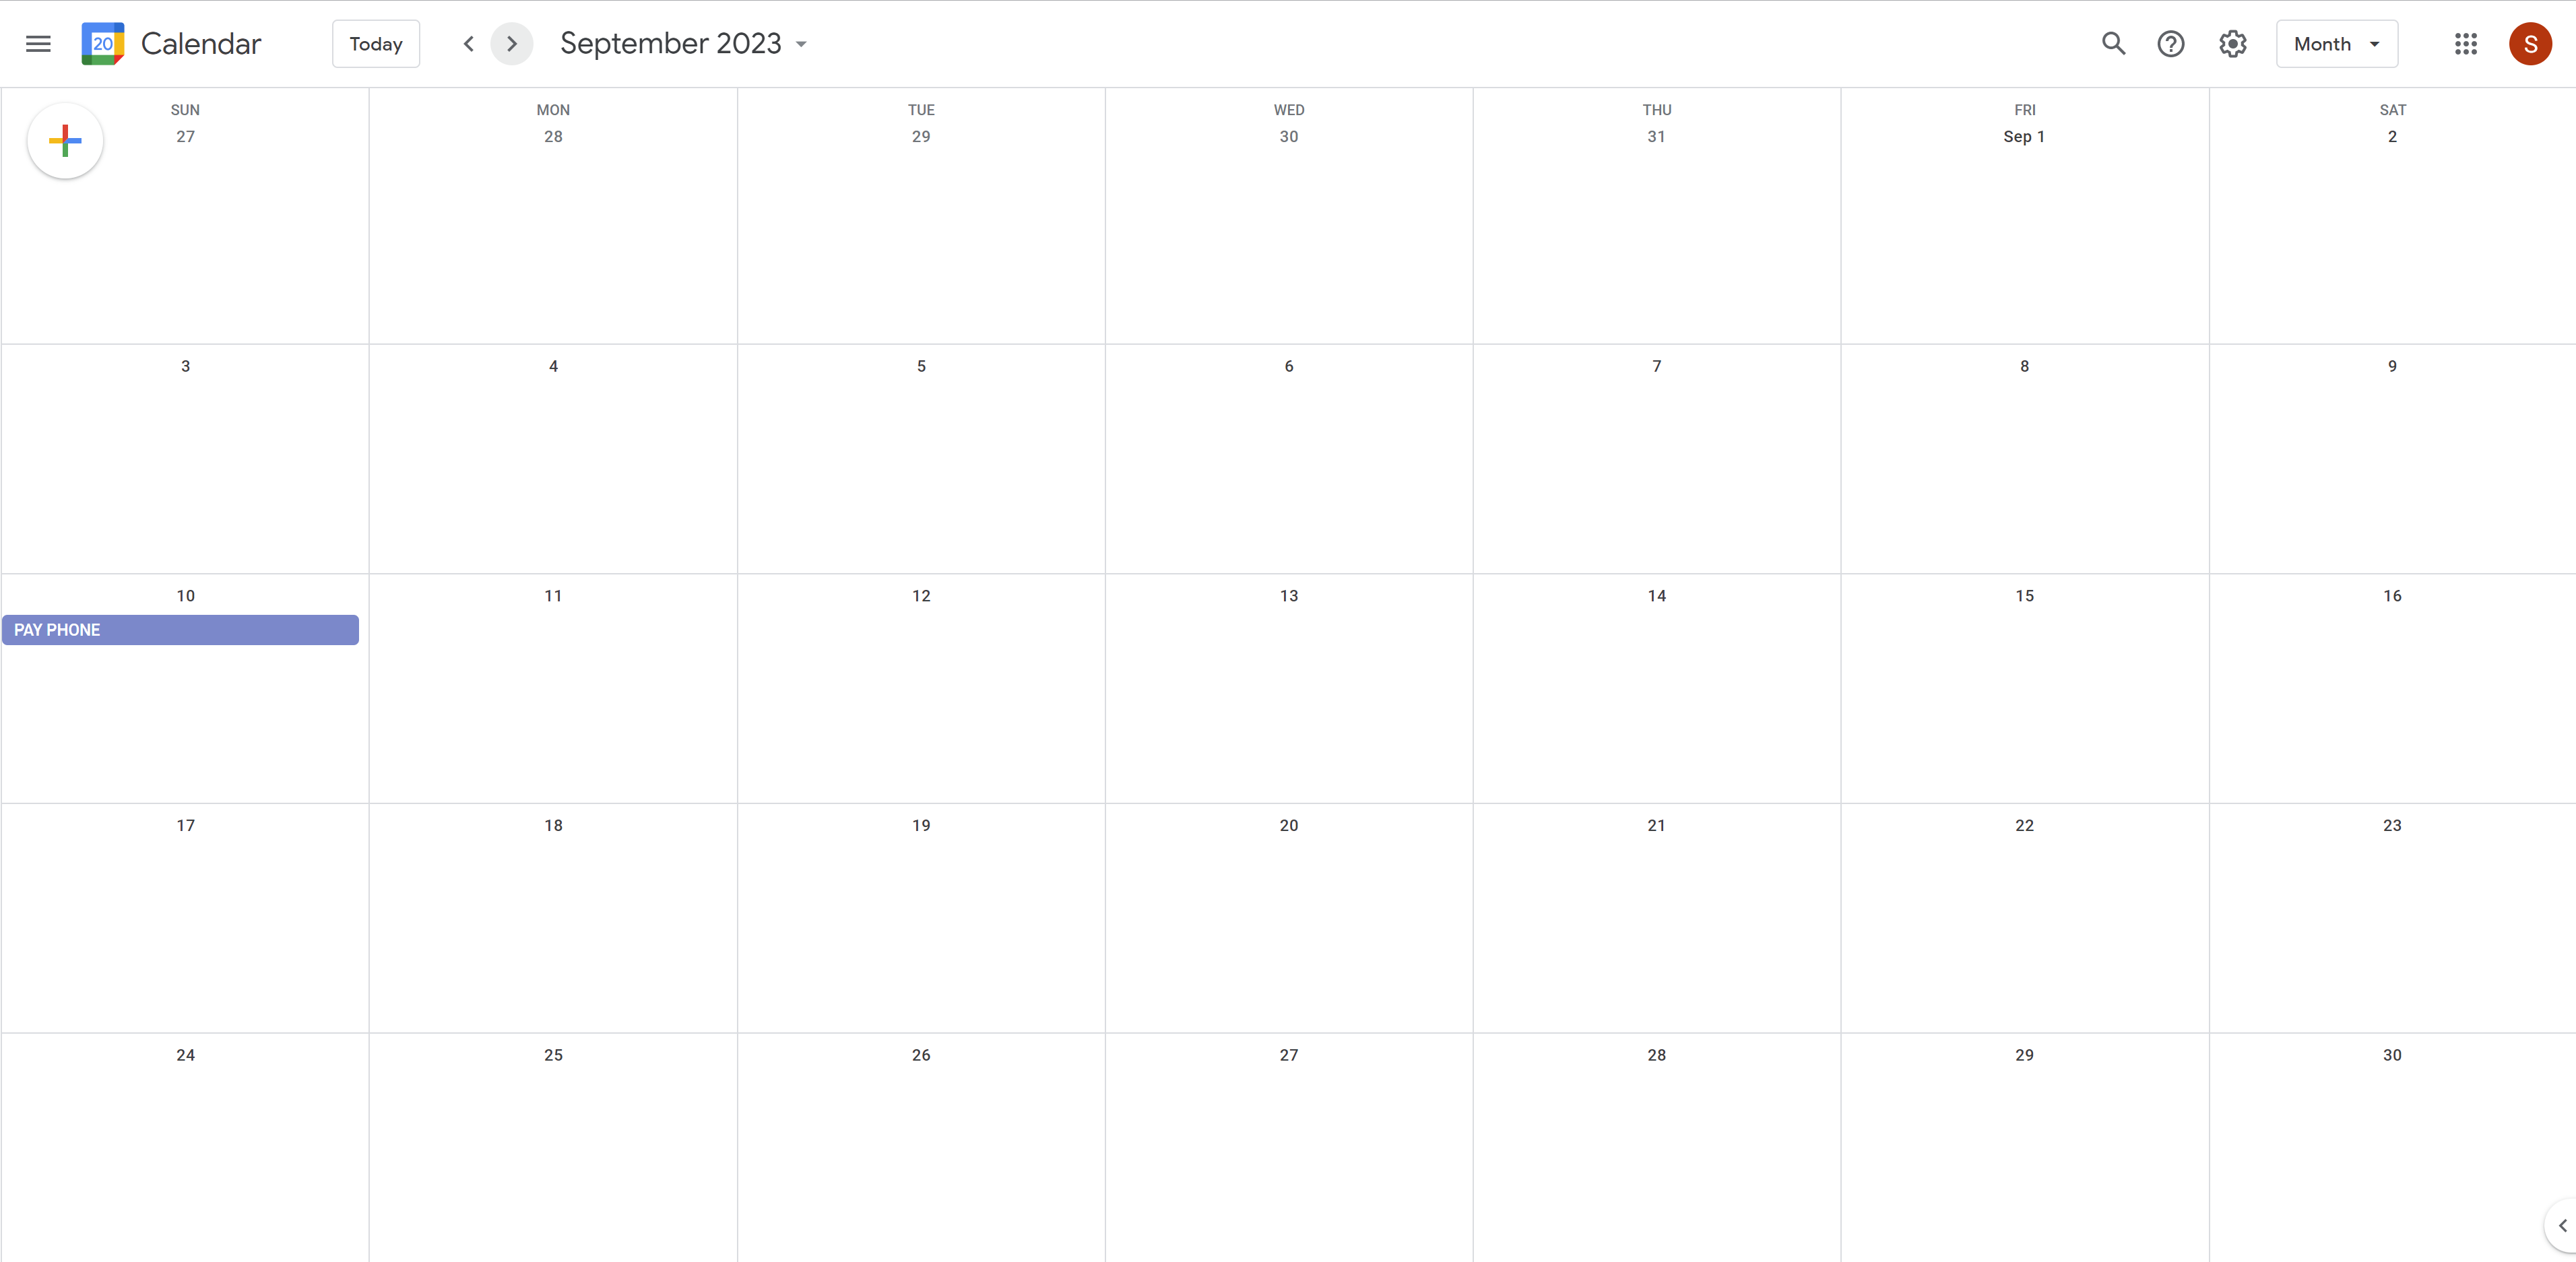 20 Calendar Today September 2023 Month S
SUN MON TUE WED THU FRI SAT
27 28 29 30 31 Sep 1 2
3 4 5 6 7 8 9
10 11 12 13 14 15 16
PAY PHONE
17 18 19 20 21 22 23
24 25 26 27 28 29 30